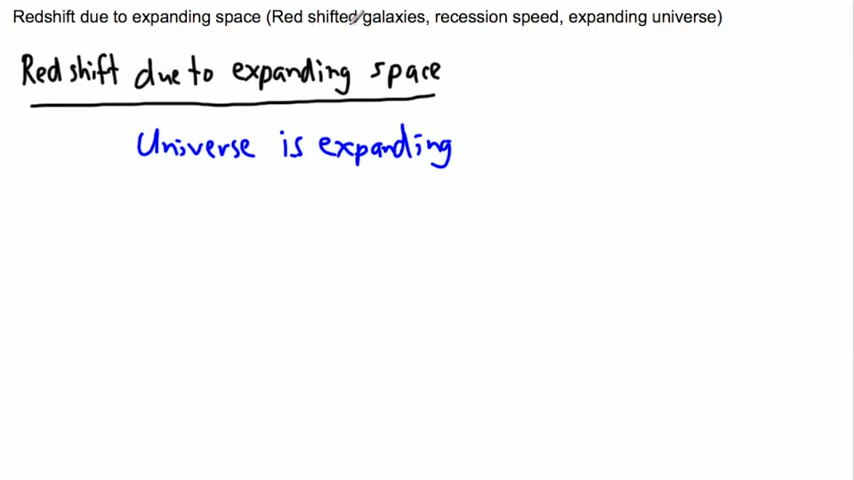 Redshift due to expanding space (Red shifted galaxies, recession speed, expanding universe)
Red shift due to expanding space
Universe is expanding